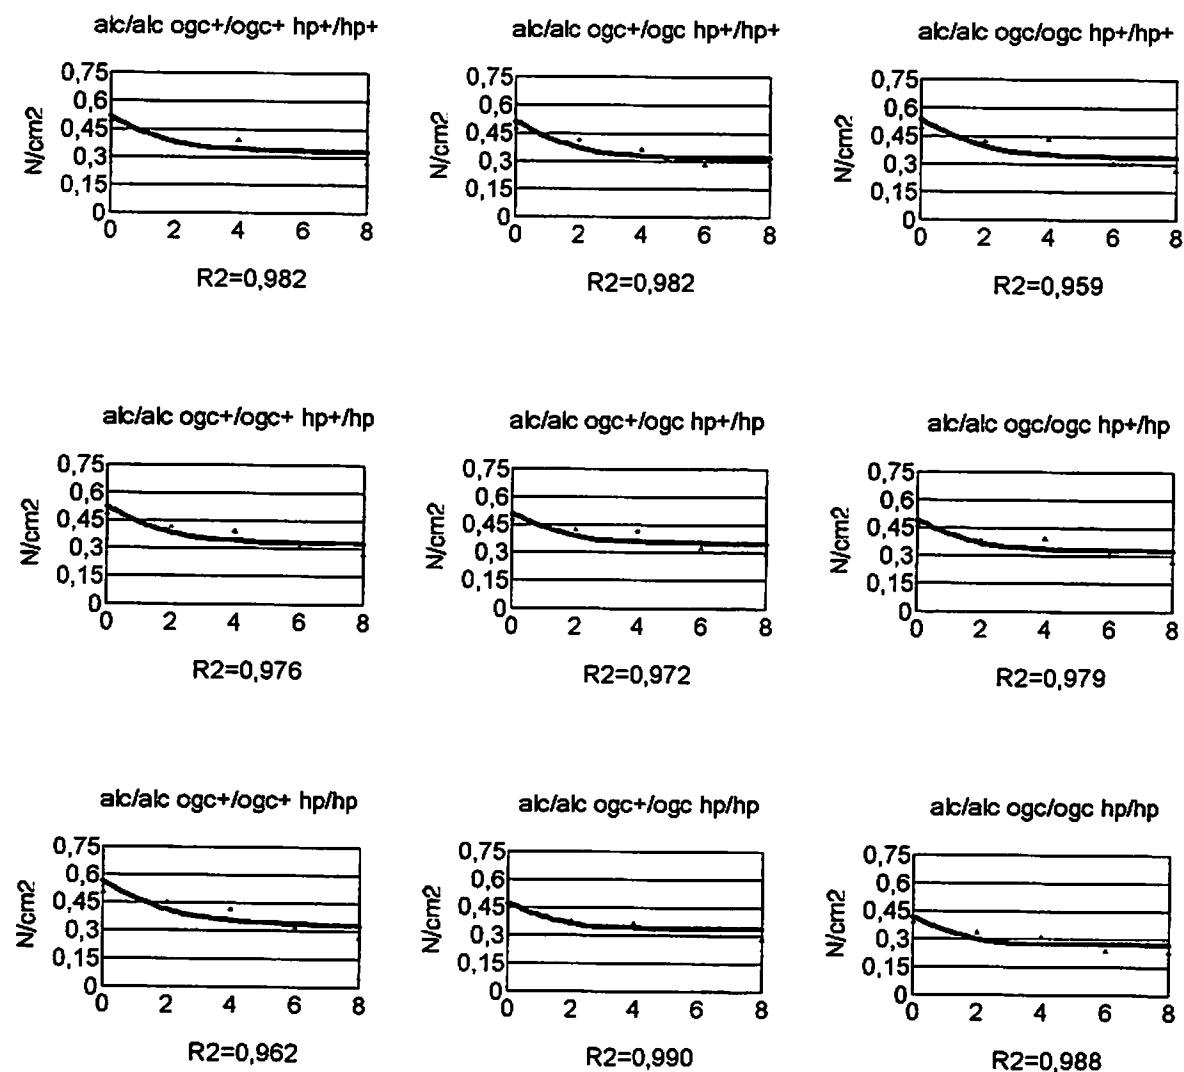 alc/alc ogc+/ogc+ hp+/hp+
0,75
0,6
0,45
0,3
0,15
0
N/cm2
0 2 4 6 8
R2=0,982
alc/alc ogc+/ogc hp+/hp+
0,75
0,6
0,45
0,3
0,15
0
N/cm2
0 2 4 6 8
R2=0,982
alc/alc ogc/ogc hp+/hp+
0,75
0,6
0,45
0,3
0,15
0
N/cm2
0 2 4 6 8
R2=0,959
alc/alc ogc+/ogc+ hp+/hp
0,75
0,6
0,45
0,3
0,15
0
N/cm2
0 2 4 6 8
R2=0,976
alc/alc ogc+/ogc hp+/hp
0,75
0,6
0,45
0,3
0,15
0
N/cm2
0 2 4 6 8
R2=0,972
alc/alc ogc/ogc hp+/hp
0,75
0,6
0,45
0,3
0,15
0
N/cm2
0 2 4 6 8
R2=0,979
alc/alc ogc+/ogc+ hp/hp
0,75
0,6
0,45
0,3
0,15
0
N/cm2
0 2 4 6 8
R2=0,962
alc/alc ogc+/ogc hp/hp
0,75
0,6
0,45
0,3
0,15
0
N/cm2
0 2 4 6 8
R2=0,990
alc/alc ogc/ogc hp/hp
0,75
0,6
0,45
0,3
0,15
0
N/cm2
0 2 4 6 8
R2=0,988